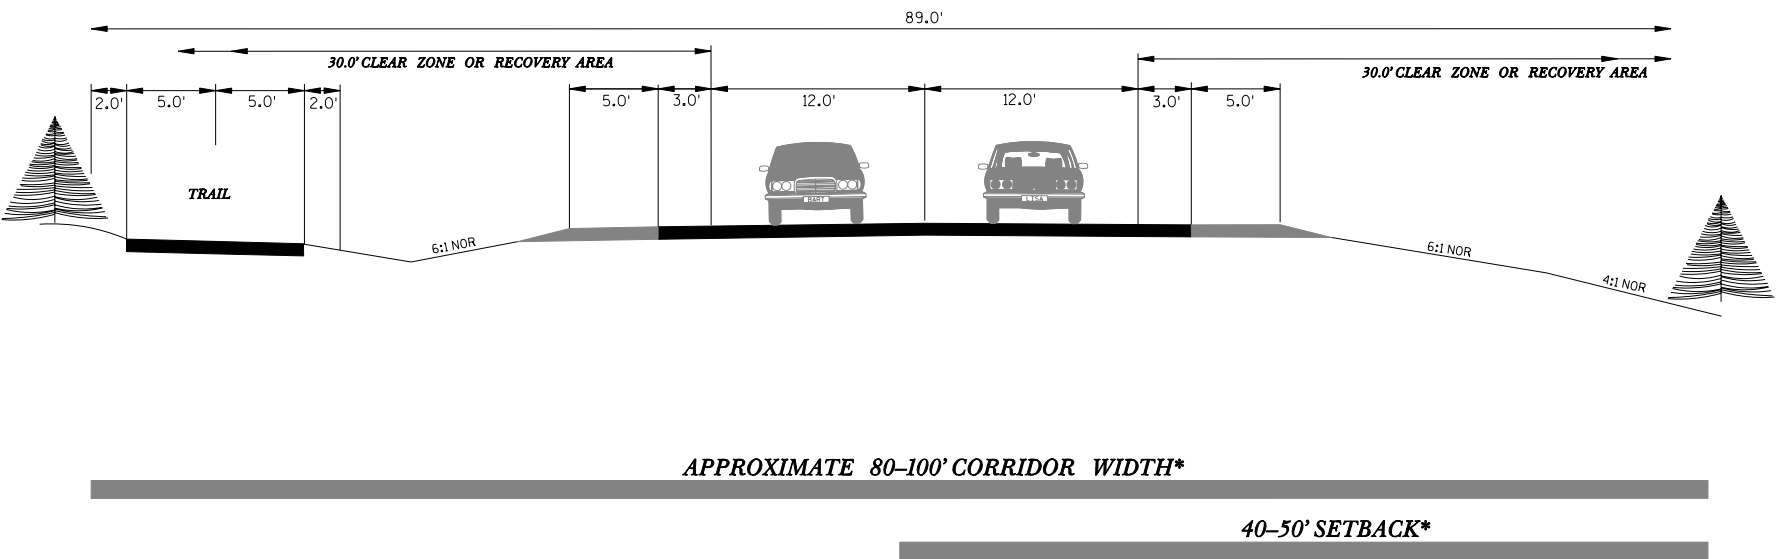 89.0'
30.0' CLEAR ZONE OR RECOVERY AREA
30.0' CLEAR ZONE OR RECOVERY AREA
2.0' 5.0' 5.0' 2.0' 5.0' 3.0' 12.0' 12.0' 3.0' 5.0'
TRAIL
BART LISA
6:1 NOR 6:1 NOR
4:1 NOR
APPROXIMATE 80–100' CORRIDOR WIDTH*
40–50' SETBACK*